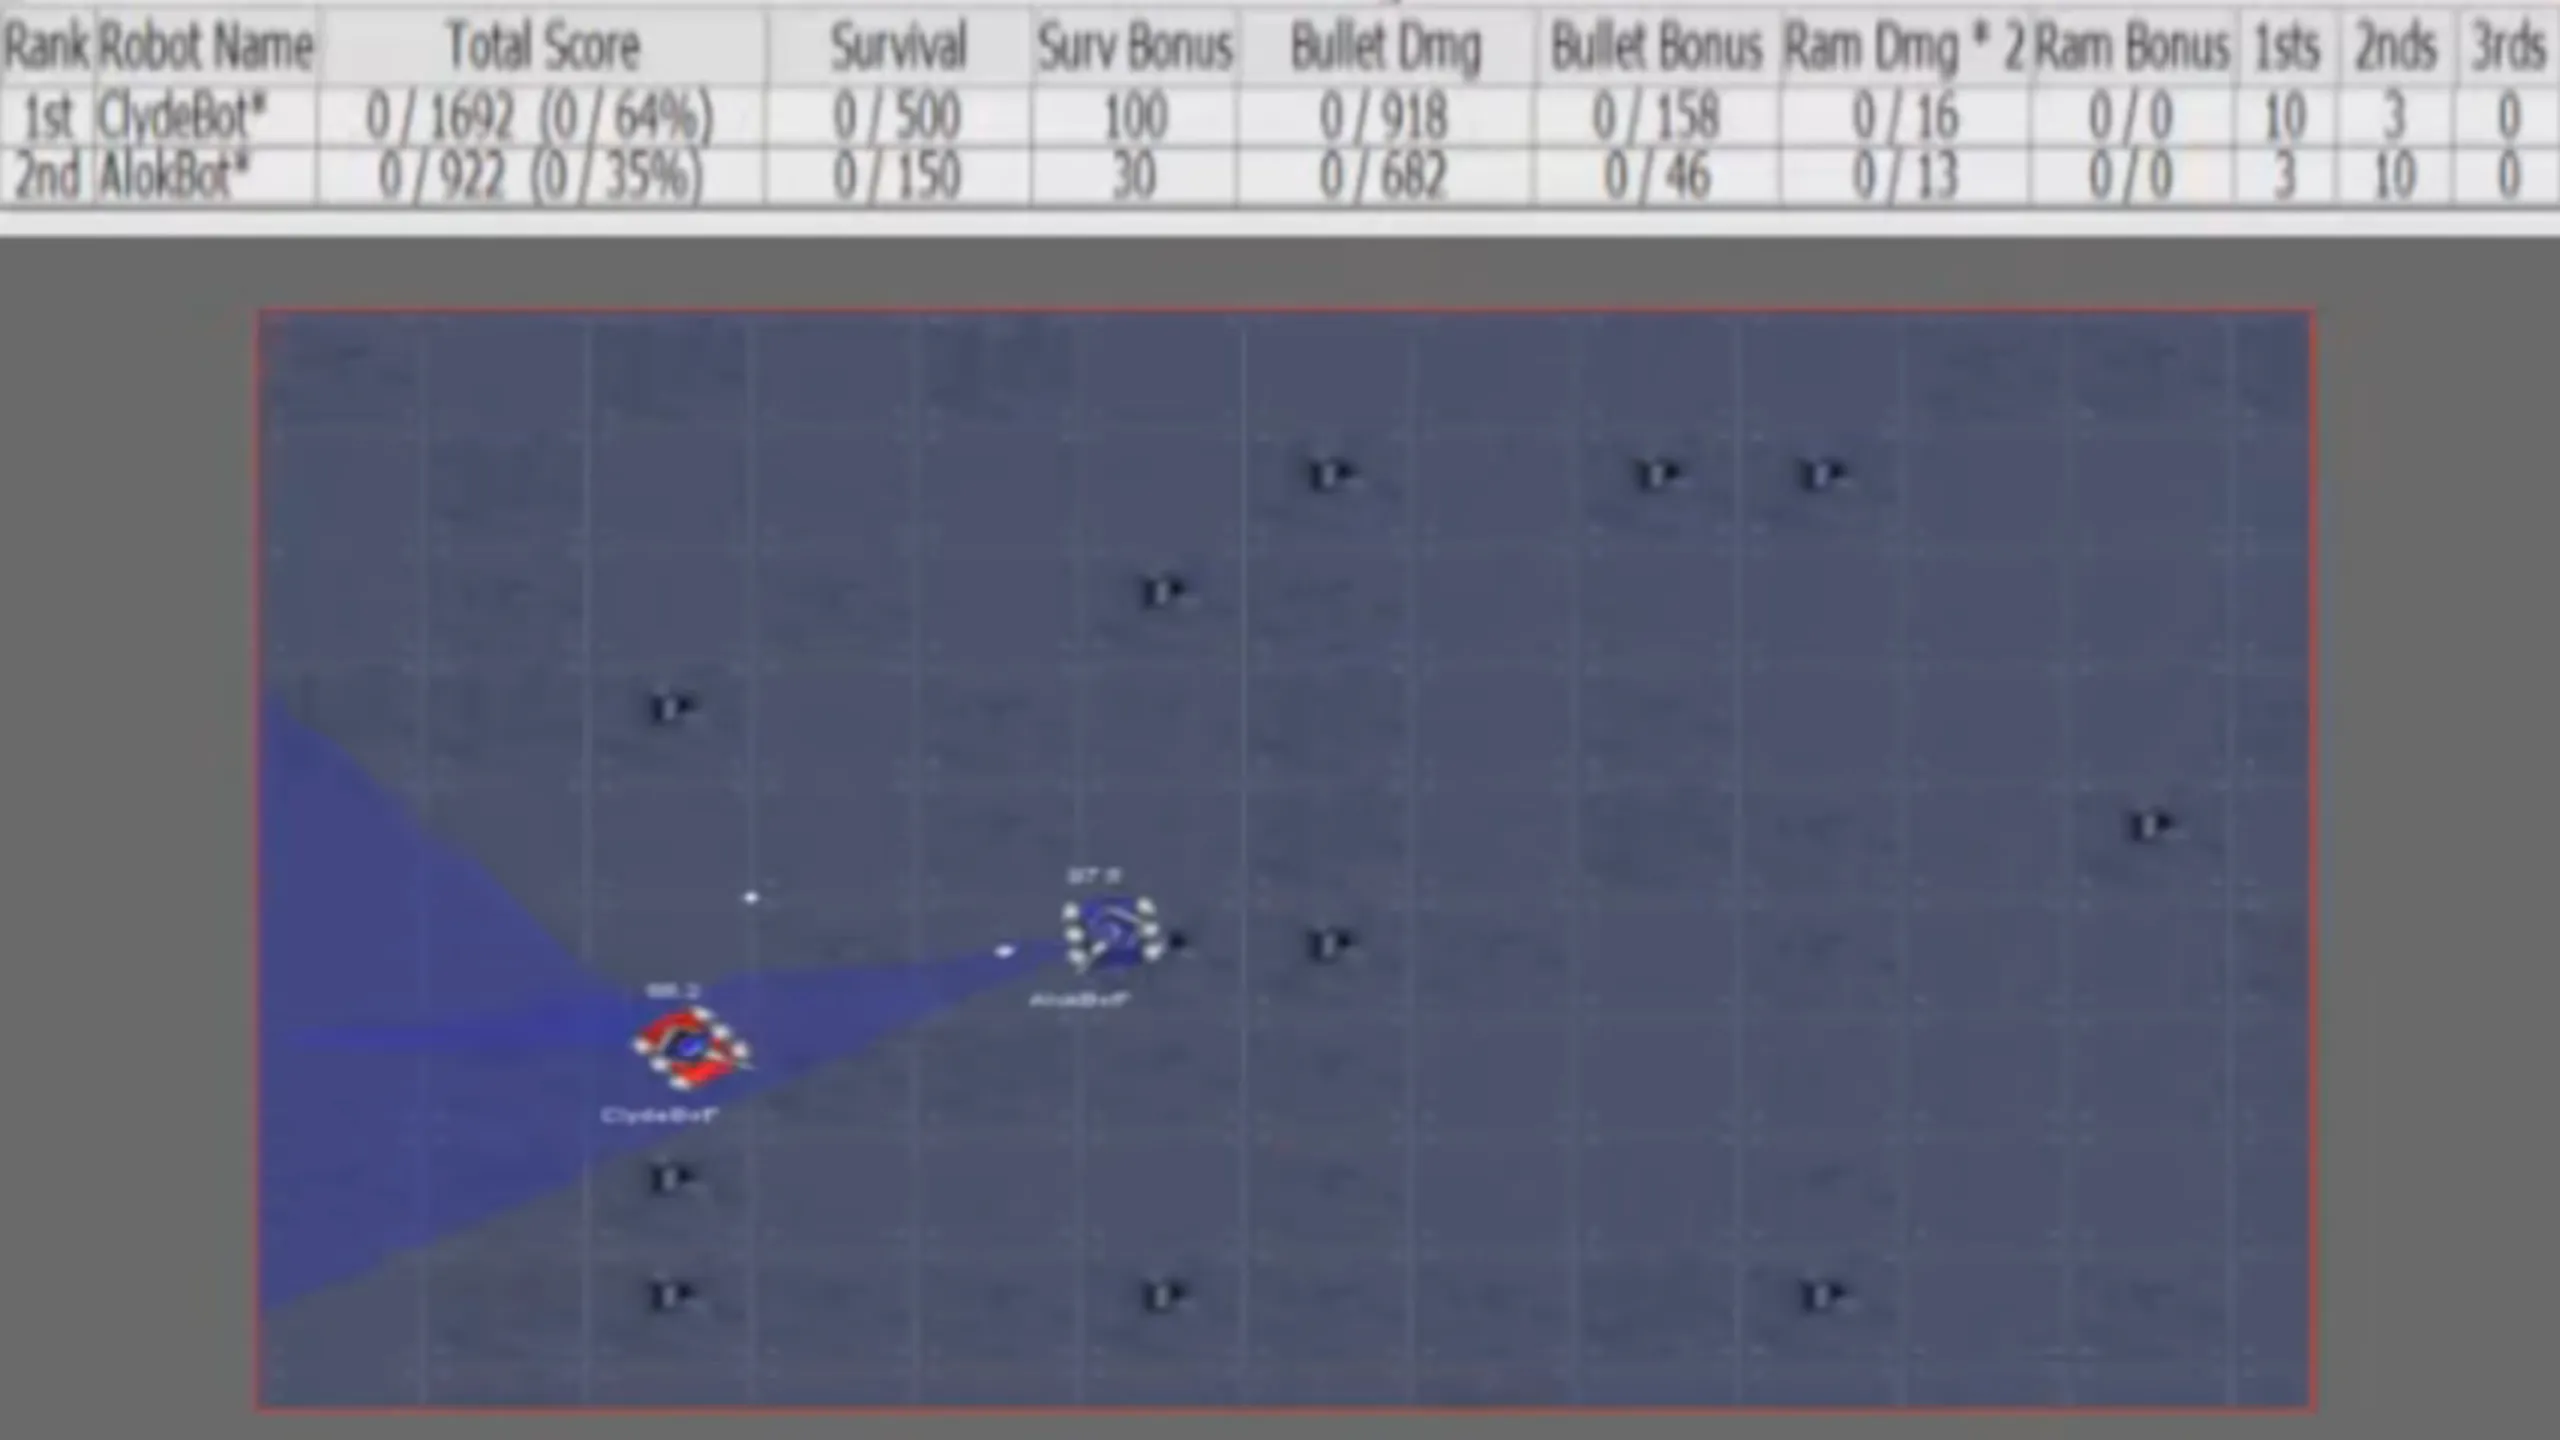 Rank Robot Name Total Score Survival Surv Bonus Bullet Dmg Bullet Bonus Ram Dmg * 2 Ram Bonus 1sts 2nds 3rds
1st ClydeBot* 0 / 1692 (0 / 64%) 0 / 500 100 0 / 918 0 / 158 0 / 16 0 / 0 10 3 0
2nd AlokBot* 0 / 922 (0 / 35%) 0 / 150 30 0 / 682 0 / 46 0 / 13 0 / 0 3 10 0
AlokBot*
ClydeBot*